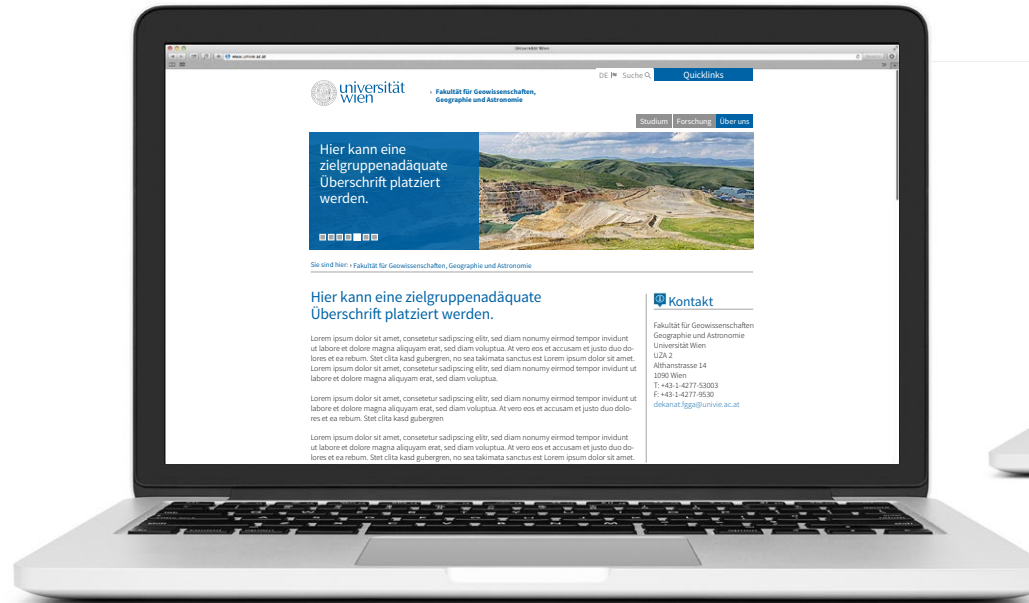 Universität Wien
www.univie.ac.at
DE
Suche
Quicklinks
universität
wien
› Fakultät für Geowissenschaften,
Geographie und Astronomie
Studium
Forschung
Über uns
Hier kann eine
zielgruppenadäquate
Überschrift platziert
werden.
Sie sind hier: › Fakultät für Geowissenschaften, Geographie und Astronomie
Hier kann eine zielgruppenadäquate
Überschrift platziert werden.
Lorem ipsum dolor sit amet, consetetur sadipscing elitr, sed diam nonumy eirmod tempor invidunt
ut labore et dolore magna aliquyam erat, sed diam voluptua. At vero eos et accusam et justo duo do-
lores et ea rebum. Stet clita kasd gubergren, no sea takimata sanctus est Lorem ipsum dolor sit amet.
Lorem ipsum dolor sit amet, consetetur sadipscing elitr, sed diam nonumy eirmod tempor invidunt ut
labore et dolore magna aliquyam erat, sed diam voluptua.
Lorem ipsum dolor sit amet, consetetur sadipscing elitr, sed diam nonumy eirmod tempor invidunt ut
labore et dolore magna aliquyam erat, sed diam voluptua. At vero eos et accusam et justo duo dolo-
res et ea rebum. Stet clita kasd gubergren
Lorem ipsum dolor sit amet, consetetur sadipscing elitr, sed diam nonumy eirmod tempor invidunt
ut labore et dolore magna aliquyam erat, sed diam voluptua. At vero eos et accusam et justo duo do-
lores et ea rebum. Stet clita kasd gubergren, no sea takimata sanctus est Lorem ipsum dolor sit amet.
Kontakt
Fakultät für Geowissenschaften
Geographie und Astronomie
Universität Wien
UZA 2
Althanstrasse 14
1090 Wien
T: +43-1-4277-53003
F: +43-1-4277-9530
dekanat.fgga@univie.ac.at